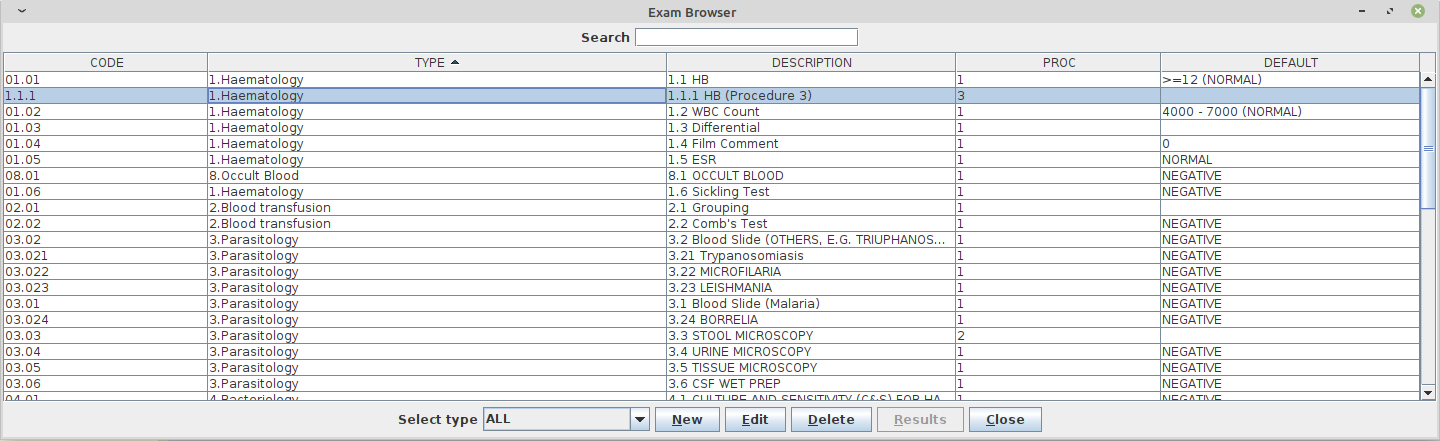 Exam Browser
Search
CODE TYPE DESCRIPTION PROC DEFAULT
01.01 1.Haematology 1.1 HB 1 >=12 (NORMAL)
1.1.1 1.Haematology 1.1.1 HB (Procedure 3) 3
01.02 1.Haematology 1.2 WBC Count 1 4000 - 7000 (NORMAL)
01.03 1.Haematology 1.3 Differential 1
01.04 1.Haematology 1.4 Film Comment 1 0
01.05 1.Haematology 1.5 ESR 1 NORMAL
08.01 8.Occult Blood 8.1 OCCULT BLOOD 1 NEGATIVE
01.06 1.Haematology 1.6 Sickling Test 1 NEGATIVE
02.01 2.Blood transfusion 2.1 Grouping 1
02.02 2.Blood transfusion 2.2 Comb's Test 1 NEGATIVE
03.02 3.Parasitology 3.2 Blood Slide (OTHERS, E.G. TRIUPHANOS... 1 NEGATIVE
03.021 3.Parasitology 3.21 Trypanosomiasis 1 NEGATIVE
03.022 3.Parasitology 3.22 MICROFILARIA 1 NEGATIVE
03.023 3.Parasitology 3.23 LEISHMANIA 1 NEGATIVE
03.01 3.Parasitology 3.1 Blood Slide (Malaria) 1 NEGATIVE
03.024 3.Parasitology 3.24 BORRELIA 1 NEGATIVE
03.03 3.Parasitology 3.3 STOOL MICROSCOPY 2
03.04 3.Parasitology 3.4 URINE MICROSCOPY 1 NEGATIVE
03.05 3.Parasitology 3.5 TISSUE MICROSCOPY 1 NEGATIVE
03.06 3.Parasitology 3.6 CSF WET PREP 1 NEGATIVE
04.01 4.Bacteriology 4.1 CULTURE AND SENSITIVITY (C&S) FOR HA... 1 NEGATIVE
Select type ALL New Edit Delete Results Close